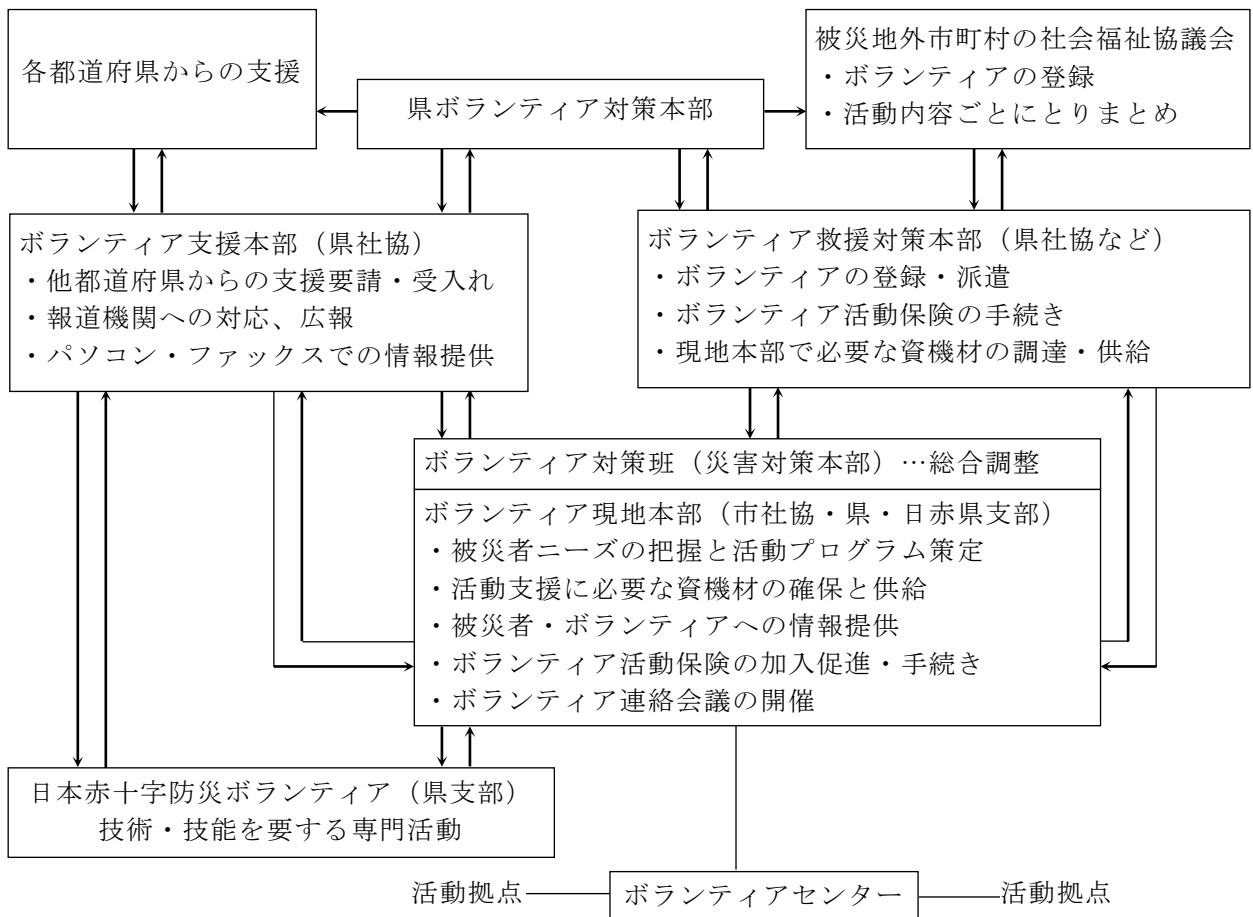 各都道府県からの支援
県ボランティア対策本部
被災地外市町村の社会福祉協議会
・ボランティアの登録
・活動内容ごとにとりまとめ
ボランティア支援本部（県社協）
・他都道府県からの支援要請・受入れ
・報道機関への対応、広報
・パソコン・ファックスでの情報提供
ボランティア救援対策本部（県社協など）
・ボランティアの登録・派遣
・ボランティア活動保険の手続き
・現地本部で必要な資機材の調達・供給
ボランティア対策班（災害対策本部）…総合調整
ボランティア現地本部（市社協・県・日赤県支部）
・被災者ニーズの把握と活動プログラム策定
・活動支援に必要な資機材の確保と供給
・被災者・ボランティアへの情報提供
・ボランティア活動保険の加入促進・手続き
・ボランティア連絡会議の開催
日本赤十字防災ボランティア（県支部）
技術・技能を要する専門活動
活動拠点
ボランティアセンター
活動拠点